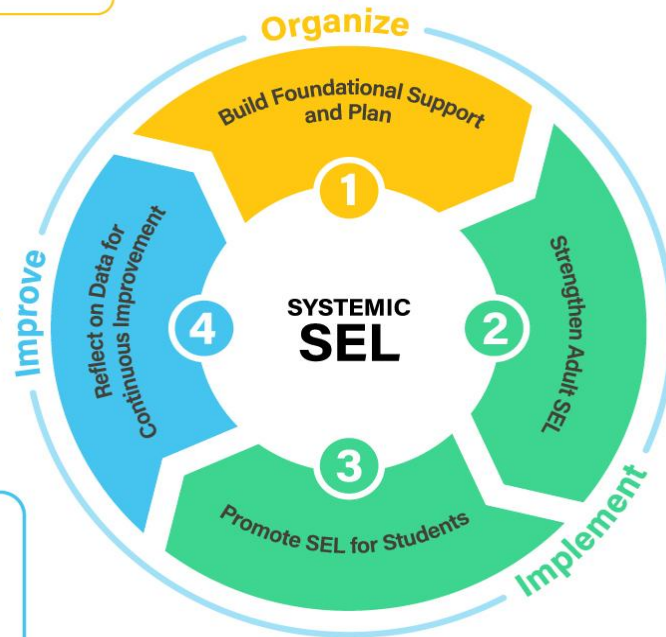 Organize
Build Foundational Support
and Plan
1
Strengthen Adult SEL
2
Implement
3
Promote SEL for Students
Improve
Reflect on Data for
Continuous Improvement
4
SYSTEMIC
SEL